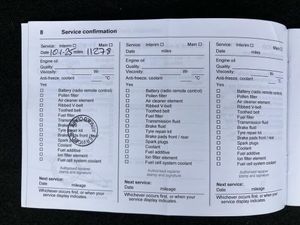 8 Service confirmation
Service: Interim Main
Date 10.1.25 miles 11278
Engine oil
Quality:
Viscosity: W-
Anti-freeze, coolant °C
Yes
Battery (radio remote control)
Pollen filter
Air cleaner element
Ribbed V-belt
Toothed belt
Fuel filter
Transmission fluid
Brake fluid
Tyre repair kit
Brake pads front / rear
Spark plugs
Coolant
Fuel additive
Ion filter element
Fuel cell system coolant
Authorised repairer
stamp and signature
Next service:
Date mileage
Whichever occurs first, or when your
service display indicates.
Service: Interim Main
Date miles
Engine oil
Quality:
Viscosity: W-
Anti-freeze, coolant °C
Yes
Battery (radio remote control)
Pollen filter
Air cleaner element
Ribbed V-belt
Toothed belt
Fuel filter
Transmission fluid
Brake fluid
Tyre repair kit
Brake pads front / rear
Spark plugs
Coolant
Fuel additive
Ion filter element
Fuel cell system coolant
Authorised repairer
stamp and signature
Next service:
Date mileage
Whichever occurs first, or when your
service display indicates.
Service: Interim Main
Date miles
Engine oil
Quality:
Viscosity: W-
Anti-freeze, coolant °C
Yes
Battery (radio remote control)
Pollen filter
Air cleaner element
Ribbed V-belt
Toothed belt
Fuel filter
Transmission fluid
Brake fluid
Tyre repair kit
Brake pads front / rear
Spark plugs
Coolant
Fuel additive
Ion filter element
Fuel cell system coolant
Authorised repairer
stamp and signature
Next service:
Date mileage
Whichever occurs first, or when your
service display indicates.